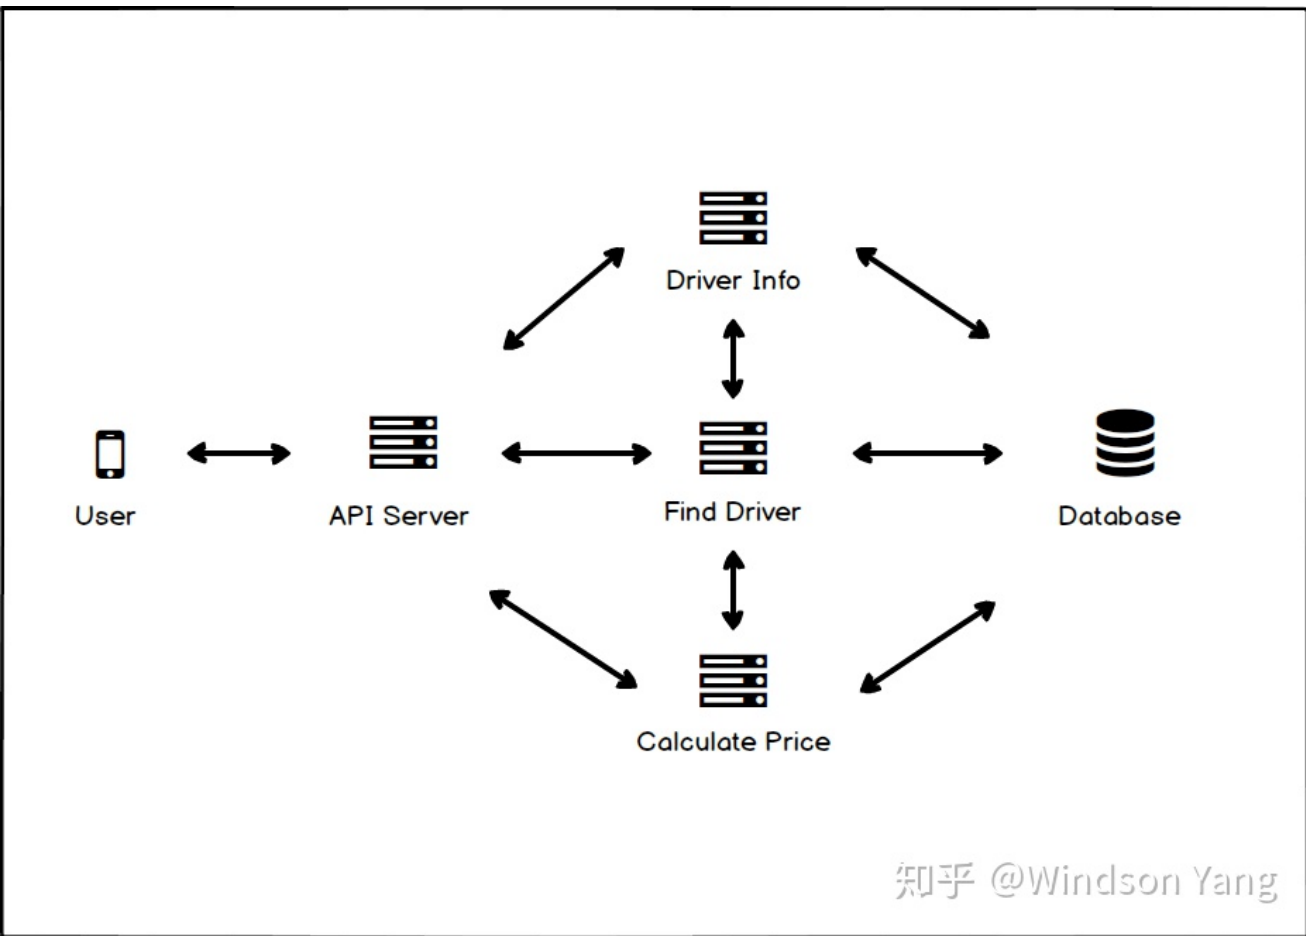 Driver Info
User
API Server
Find Driver
Database
Calculate Price
知乎 @Windson Yang